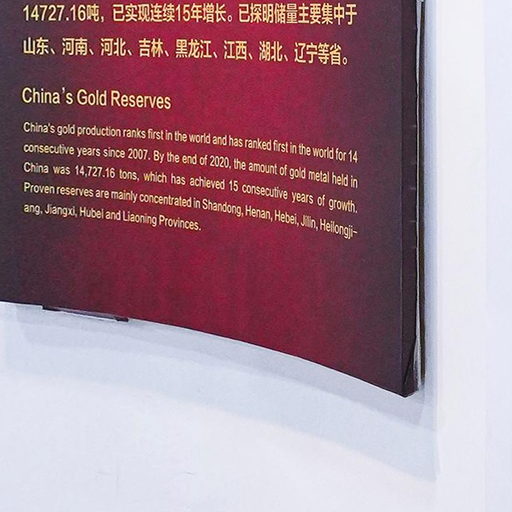 14727.16吨，已实现连续15年增长。已探明储量主要集中于
山东、河南、河北、吉林、黑龙江、江西、湖北、辽宁等省。
China's Gold Reserves
China's gold production ranks first in the world and has ranked first in the world for 14
consecutive years since 2007. By the end of 2020, the amount of gold metal held in
China was 14,727.16 tons, which has achieved 15 consecutive years of growth.
Proven reserves are mainly concentrated in Shandong, Henan, Hebei, Jilin, Heilongji-
ang, Jiangxi, Hubei and Liaoning Provinces.